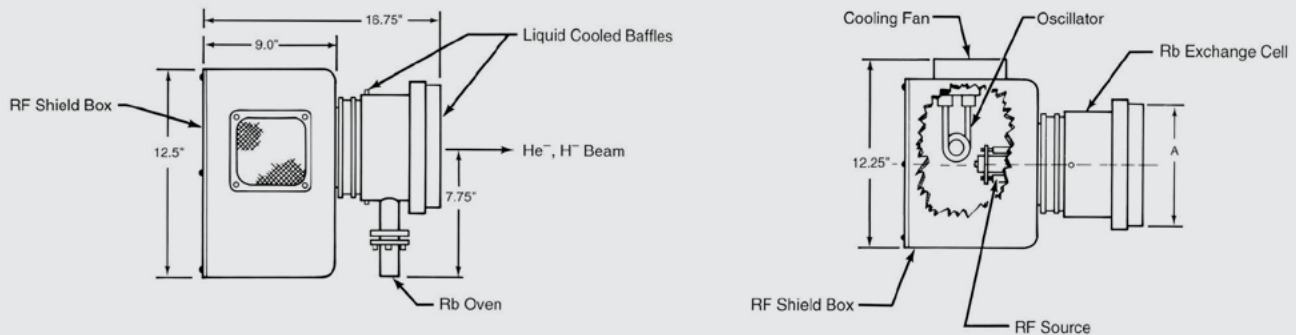 16.75"
9.0"
Liquid Cooled Baffles
RF Shield Box
12.5"
He⁻, H⁻ Beam
7.75"
Rb Oven
Cooling Fan
Oscillator
Rb Exchange Cell
12.25"
A
RF Shield Box
RF Source